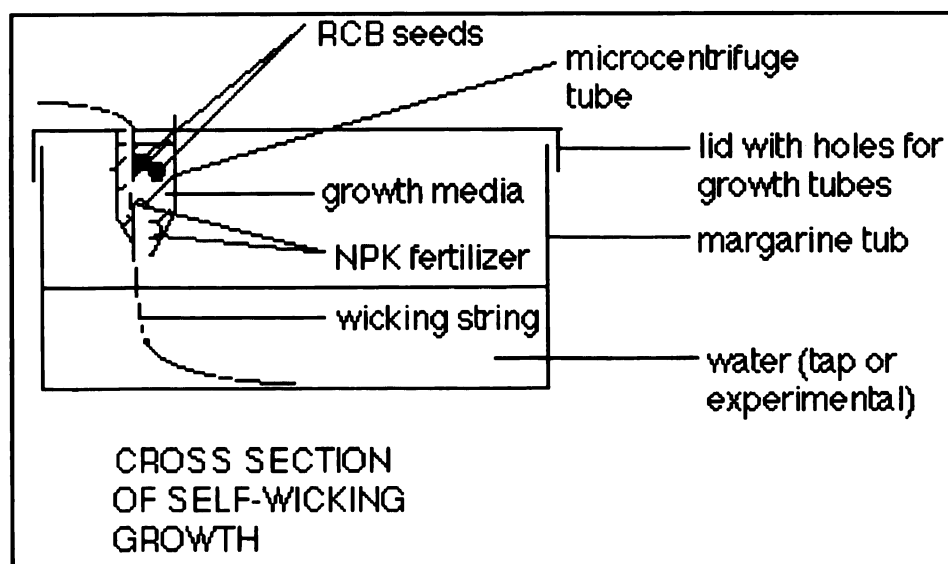 RCB seeds
microcentrifuge
tube
lid with holes for
growth tubes
growth media
margarine tub
NPK fertilizer
wicking string
water (tap or
experimental)
CROSS SECTION
OF SELF-WICKING
GROWTH